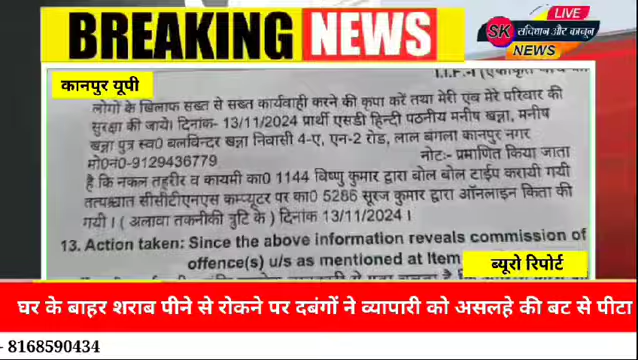 BREAKING NEWS
LIVE
SK
संविधान और कानून
NEWS
कानपुर यूपी
लोगों के खिलाफ सख्त से सख्त कार्यवाही करने की कृपा करें तथा मेरी एंव मेरे परिवार की
सुरक्षा की जाये। दिनांक- 13/11/2024 प्रार्थी एसडी हिन्दी पठनीय मनीष खन्ना, मनीष
खन्ना पुत्र स्व0 बलविन्दर खन्ना निवासी 4-ए, एन-2 रोड, लाल बंगला कानपुर नगर
मो0नं0-9129436779 नोटः- प्रमाणित किया जाता
है कि नकल तहरीर व कायमी का0 1144 विष्णु कुमार द्वारा बोल बोल टाईप करायी गयी
तत्पश्चात सीसीटीएनएस कम्प्यूटर पर का0 5286 सूरज कुमार द्वारा ऑनलाइन किता की
गयी। ( अलावा तकनीकी त्रुटि के ) दिनांक 13/11/2024।
13. Action taken: Since the above information reveals commission of
offence(s) u/s as mentioned at Item
ब्यूरो रिपोर्ट
घर के बाहर शराब पीने से रोकने पर दबंगों ने व्यापारी को असलहे की बट से पीटा
- 8168590434